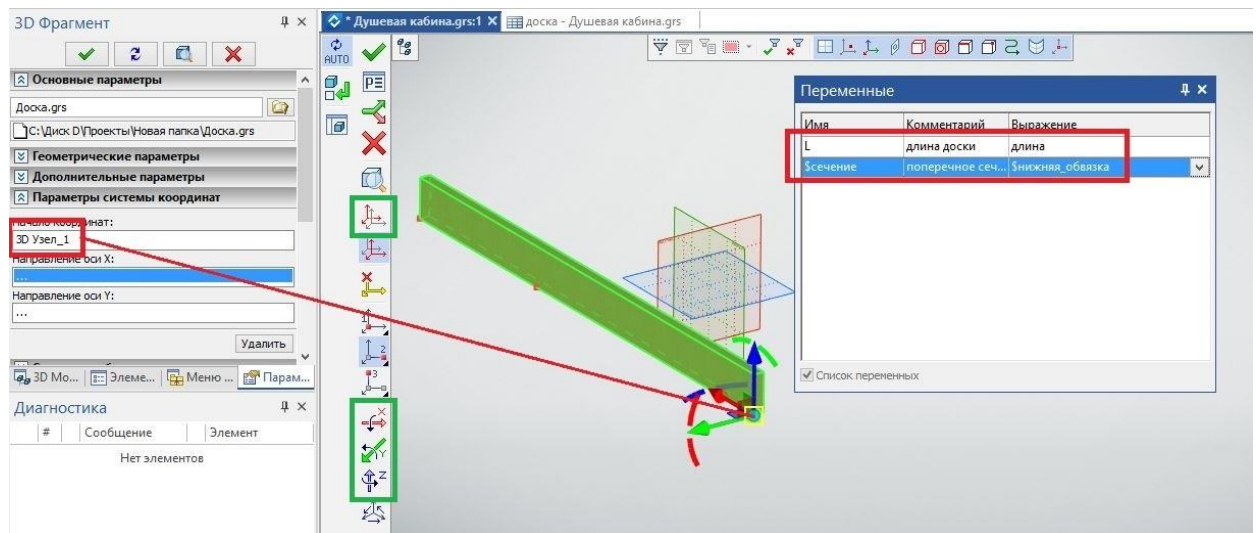 3D Фрагмент
Основные параметры
Доска.grs
C:\Диск D\Проекты\Новая папка\Доска.grs
Геометрические параметры
Дополнительные параметры
Параметры системы координат
Начало координат:
3D Узел_1
Направление оси X:
...
Направление оси Y:
...
Удалить
3D Мо...
Элеме...
Меню ...
Парам...
Диагностика
#
Сообщение
Элемент
Нет элементов
* Душевая кабина.grs:1
доска - Душевая кабина.grs
AUTO
1
2
3
X
Y
Z
Переменные
Имя Комментарий Выражение
L длина доски длина
$сечение поперечное сеч... $нижняя_обвязка
Список переменных